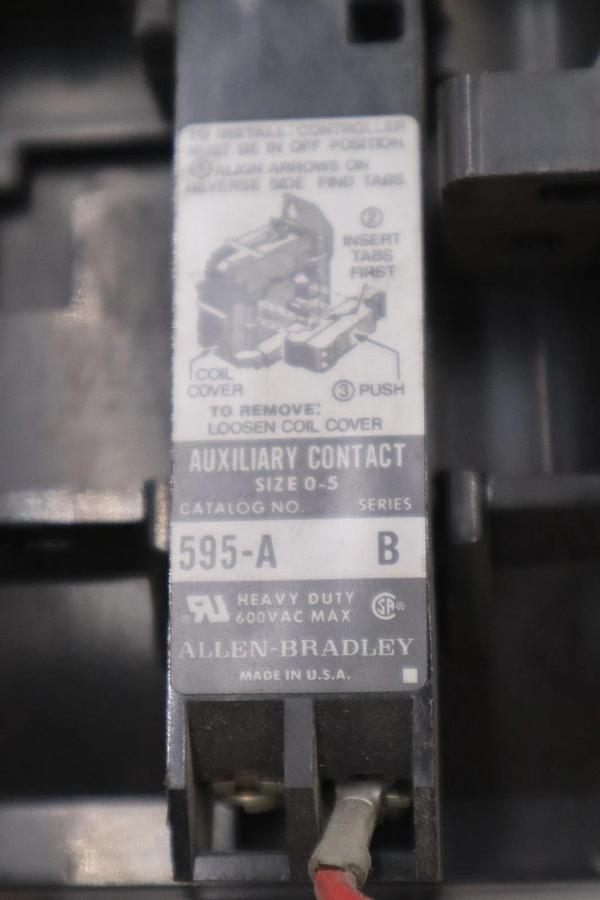 TO INSTALL: CONTROLLER
MUST BE IN OFF POSITION.
① ALIGN ARROWS ON
REVERSE SIDE FIND TABS.
②
INSERT
TABS
FIRST
COIL
COVER
③ PUSH
TO REMOVE:
LOOSEN COIL COVER
AUXILIARY CONTACT
SIZE 0-5
CATALOG NO. SERIES
595-A B
RU HEAVY DUTY SA®
600VAC MAX
ALLEN-BRADLEY
MADE IN U.S.A.